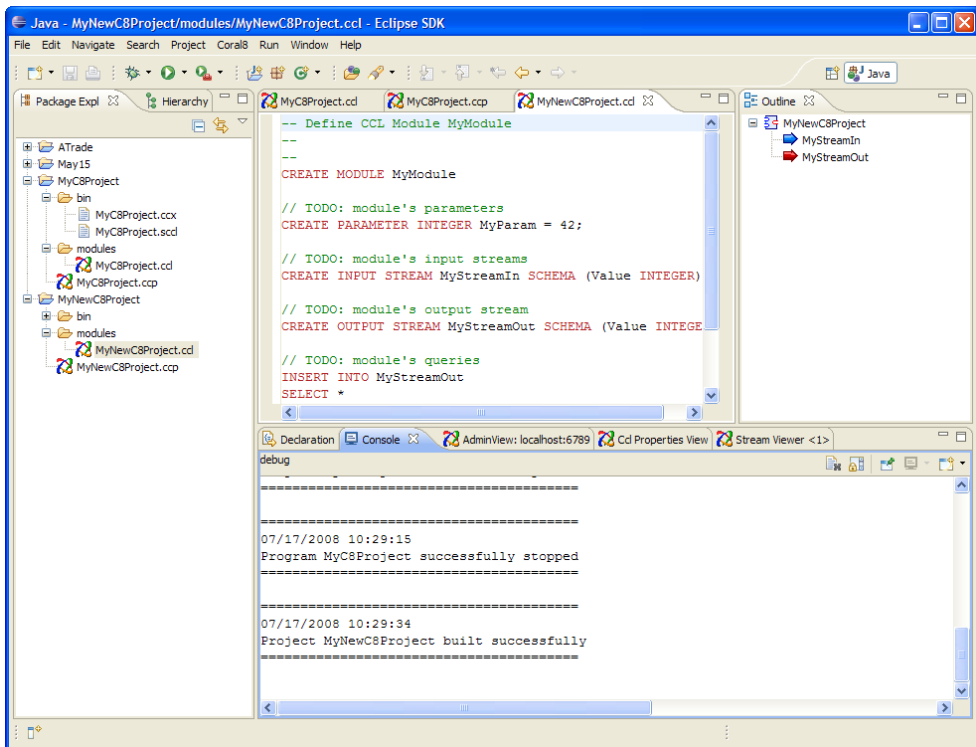 Java - MyNewC8Project/modules/MyNewC8Project.ccl - Eclipse SDK
File Edit Navigate Search Project Coral8 Run Window Help
Java
Package Expl
Hierarchy
ATrade
May15
MyC8Project
bin
MyC8Project.ccx
MyC8Project.sccl
modules
MyC8Project.ccl
MyC8Project.ccp
MyNewC8Project
bin
modules
MyNewC8Project.ccl
MyNewC8Project.ccp
MyC8Project.ccl
MyC8Project.ccp
MyNewC8Project.ccl
-- Define CCL Module MyModule
--
--
CREATE MODULE MyModule
// TODO: module's parameters
CREATE PARAMETER INTEGER MyParam = 42;
// TODO: module's input streams
CREATE INPUT STREAM MyStreamIn SCHEMA (Value INTEGER)
// TODO: module's output stream
CREATE OUTPUT STREAM MyStreamOut SCHEMA (Value INTEGE
// TODO: module's queries
INSERT INTO MyStreamOut
SELECT *
Outline
MyNewC8Project
MyStreamIn
MyStreamOut
Declaration
Console
AdminView: localhost:6789
Ccl Properties View
Stream Viewer <1>
debug
========================================
========================================
07/17/2008 10:29:15
Program MyC8Project successfully stopped
========================================
========================================
07/17/2008 10:29:34
Project MyNewC8Project built successfully
========================================